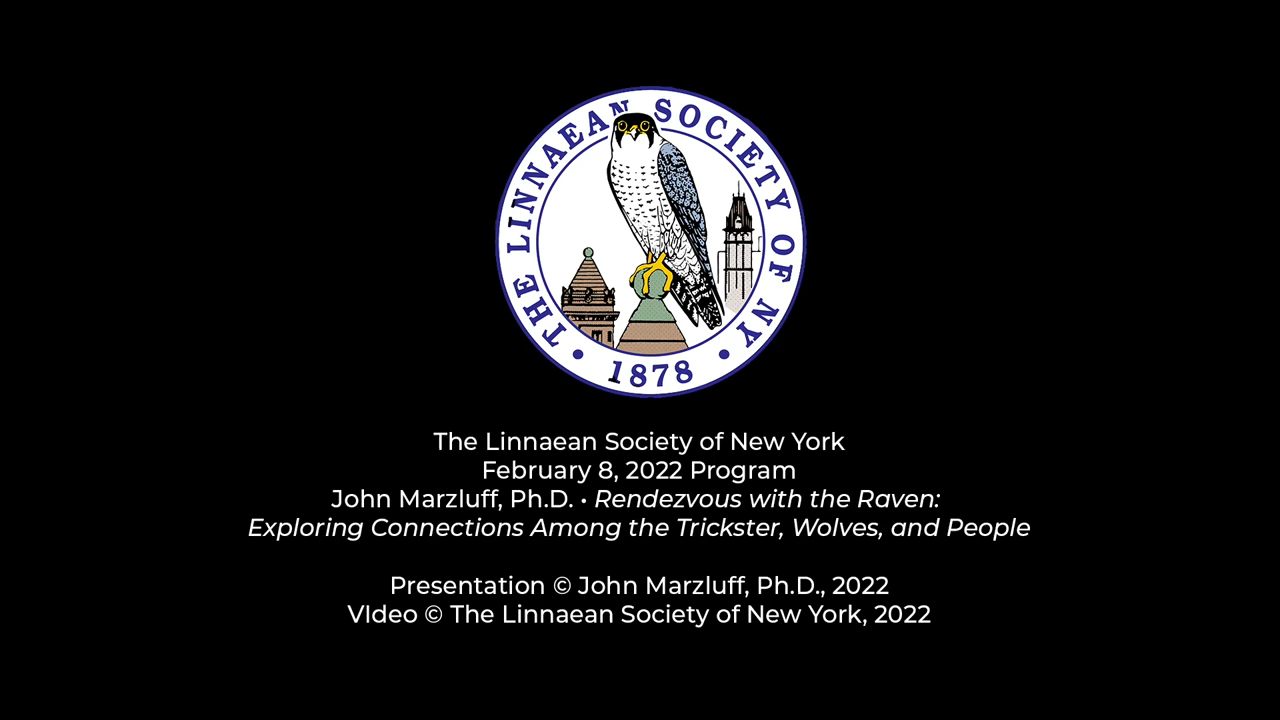 THE LINNAEAN SOCIETY OF NY
• 1878 •
The Linnaean Society of New York
February 8, 2022 Program
John Marzluff, Ph.D. • Rendezvous with the Raven:
Exploring Connections Among the Trickster, Wolves, and People
Presentation © John Marzluff, Ph.D., 2022
VIdeo © The Linnaean Society of New York, 2022